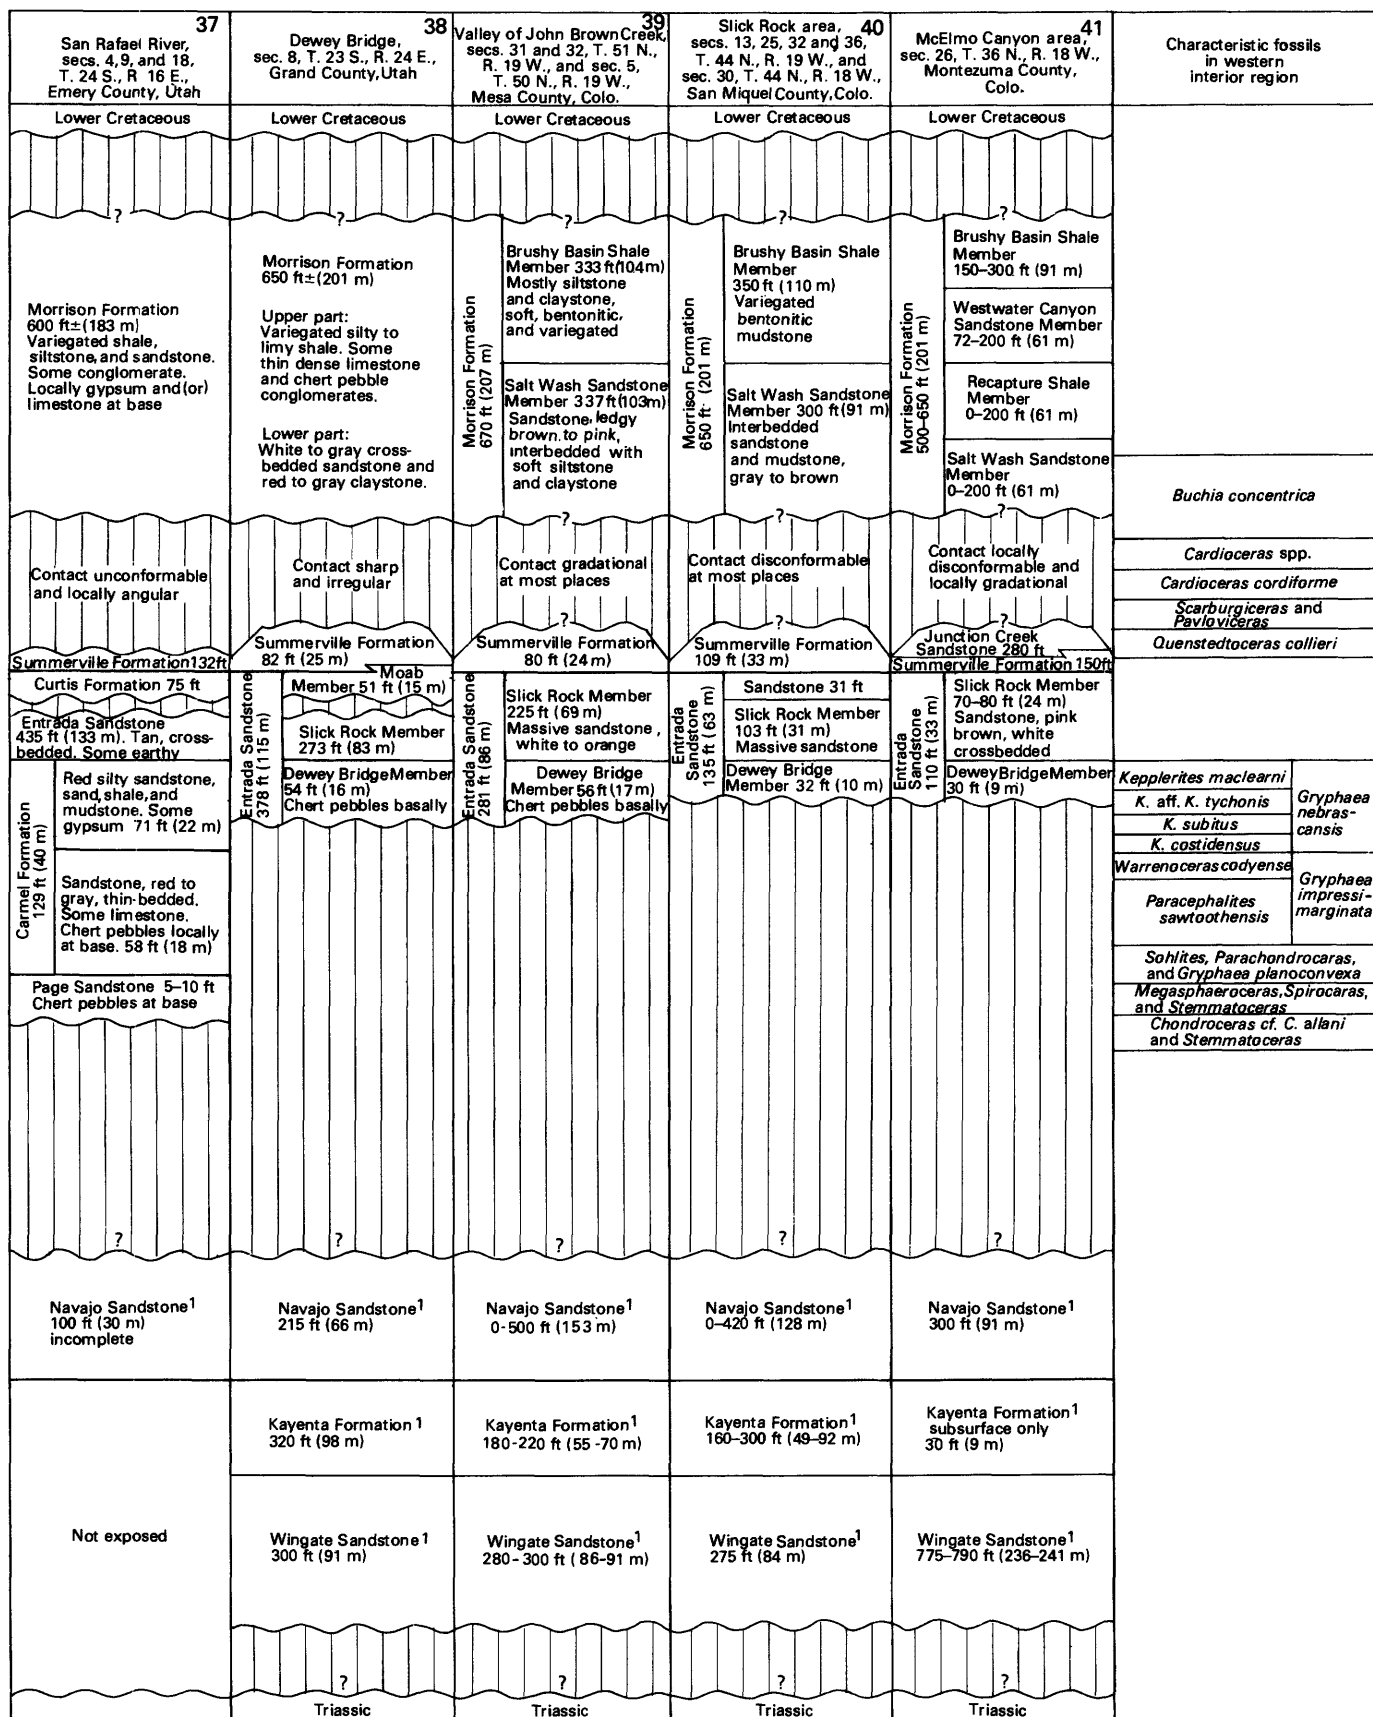 37
San Rafael River,
secs. 4,9, and 18,
T. 24 S., R 16 E.,
Emery County, Utah
38
Dewey Bridge,
sec. 8, T. 23 S., R. 24 E.,
Grand County, Utah
39
Valley of John Brown Creek,
secs. 31 and 32, T. 51 N.,
R. 19 W., and sec. 5,
T. 50 N., R. 19 W.,
Mesa County, Colo.
40
Slick Rock area,
secs. 13, 25, 32 and 36,
T. 44 N., R. 19 W., and
sec. 30, T. 44 N., R. 18 W.,
San Miquel County, Colo.
41
McElmo Canyon area,
sec. 26, T. 36 N., R. 18 W.,
Montezuma County,
Colo.
Characteristic fossils
in western
interior region
Lower Cretaceous
?
Morrison Formation
600 ft±(183 m)
Variegated shale,
siltstone, and sandstone.
Some conglomerate.
Locally gypsum and (or)
limestone at base
Contact unconformable
and locally angular
Summerville Formation 132ft
Curtis Formation 75 ft
Entrada Sandstone
435 ft (133 m). Tan, cross-
bedded. Some earthy
Carmel Formation
129 ft (40 m)
Red silty sandstone,
sand, shale, and
mudstone. Some
gypsum 71 ft (22 m)
Sandstone, red to
gray, thin-bedded.
Some limestone.
Chert pebbles locally
at base. 58 ft (18 m)
Page Sandstone 5–10 ft
Chert pebbles at base
?
Navajo Sandstone1
100 ft (30 m)
incomplete
Not exposed
Lower Cretaceous
?
Morrison Formation
650 ft±(201 m)
Upper part:
Variegated silty to
limy shale. Some
thin dense limestone
and chert pebble
conglomerates.
Lower part:
White to gray cross-
bedded sandstone and
red to gray claystone.
Contact sharp
and irregular
Summerville Formation
82 ft (25 m)
Entrada Sandstone
378 ft (115 m)
Moab
Member 51 ft (15 m)
Slick Rock Member
273 ft (83 m)
Dewey Bridge Member
54 ft (16 m)
Chert pebbles basally
?
Navajo Sandstone1
215 ft (66 m)
Kayenta Formation1
320 ft (98 m)
Wingate Sandstone1
300 ft (91 m)
?
Triassic
Lower Cretaceous
?
Morrison Formation
670 ft (207 m)
Brushy Basin Shale
Member 333 ft(104m)
Mostly siltstone
and claystone,
soft, bentonitic,
and variegated
Salt Wash Sandstone
Member 337 ft(103m)
Sandstone, ledgy
brown to pink,
interbedded with
soft siltstone
and claystone
?
Contact gradational
at most places
?
Summerville Formation
80 ft (24 m)
Entrada Sandstone
281 ft (86 m)
Slick Rock Member
225 ft (69 m)
Massive sandstone,
white to orange
Dewey Bridge
Member 56 ft (17 m)
Chert pebbles basally
?
Navajo Sandstone1
0-500 ft (153 m)
Kayenta Formation1
180-220 ft (55 -70 m)
Wingate Sandstone1
280-300 ft (86-91 m)
?
Triassic
Lower Cretaceous
?
Morrison Formation
650 ft (201 m)
Brushy Basin Shale
Member
350 ft (110 m)
Variegated
bentonitic
mudstone
Salt Wash Sandstone
Member 300 ft (91 m)
Interbedded
sandstone
and mudstone,
gray to brown
?
Contact disconformable
at most places
?
Summerville Formation
109 ft (33 m)
Entrada
Sandstone
135 ft (63 m)
Sandstone 31 ft
Slick Rock Member
103 ft (31 m)
Massive sandstone
Dewey Bridge
Member 32 ft (10 m)
?
Navajo Sandstone1
0–420 ft (128 m)
Kayenta Formation1
160–300 ft (49–92 m)
Wingate Sandstone1
275 ft (84 m)
?
Triassic
Lower Cretaceous
?
Morrison Formation
500–650 ft (201 m)
Brushy Basin Shale
Member
150–300 ft (91 m)
Westwater Canyon
Sandstone Member
72–200 ft (61 m)
Recapture Shale
Member
0–200 ft (61 m)
Salt Wash Sandstone
Member
0–200 ft (61 m)
?
Contact locally
disconformable and
locally gradational
?
Junction Creek
Sandstone 280 ft
Summerville Formation 150ft
Entrada
Sandstone
110 ft (33 m)
Slick Rock Member
70–80 ft (24 m)
Sandstone, pink
brown, white
crossbedded
Dewey Bridge Member
30 ft (9 m)
?
Navajo Sandstone1
300 ft (91 m)
Kayenta Formation1
subsurface only
30 ft (9 m)
Wingate Sandstone1
775–790 ft (236–241 m)
?
Triassic
Buchia concentrica
Cardioceras spp.
Cardioceras cordiforme
Scarburgiceras and
Pavloviceras
Quenstedtoceras collieri
Kepplerites maclearni
K. aff. K. tychonis
K. subitus
K. costidensus
Gryphaea
nebras-
cansis
Warrenoceras codyense
Paracephalites
sawtoothensis
Gryphaea
impressi-
marginata
Sohlites, Parachondrocaras,
and Gryphaea planoconvexa
Megasphaeroceras, Spirocaras,
and Stemmatoceras
Chondroceras cf. C. allani
and Stemmatoceras